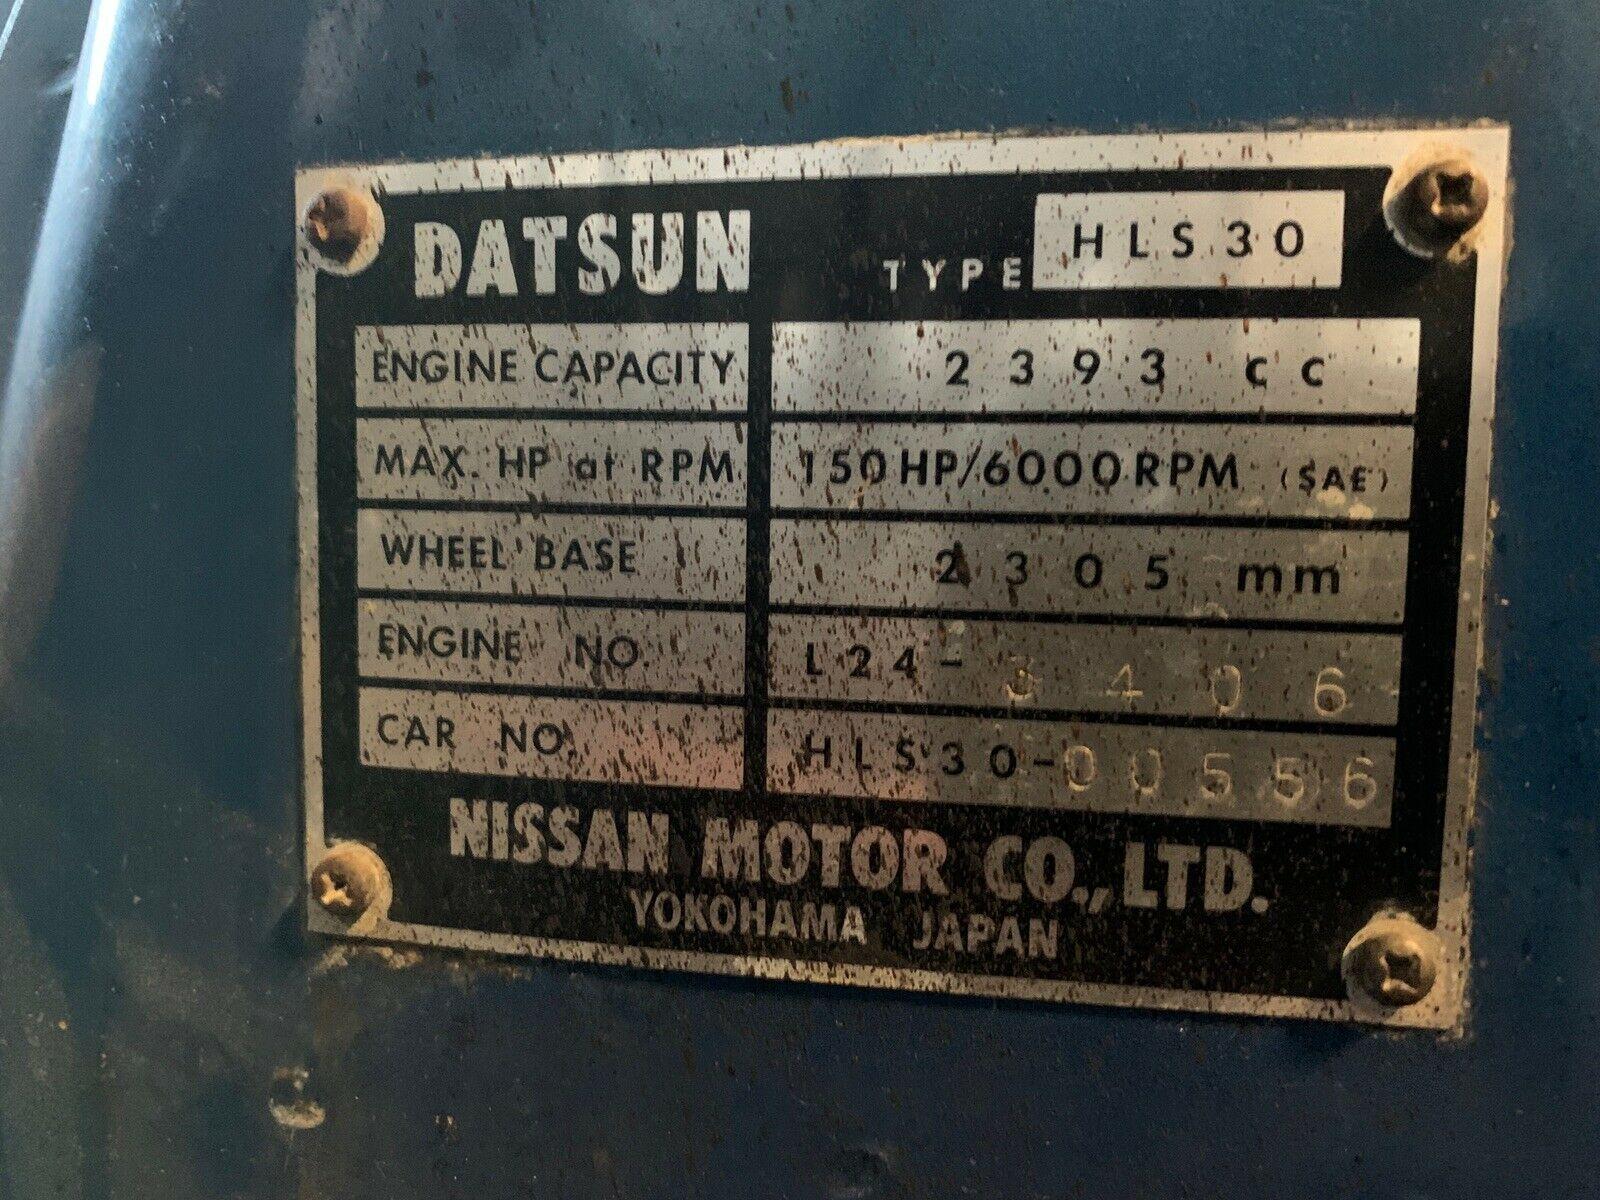 DATSUN TYPE HLS30
ENGINE CAPACITY 2393 cc
MAX. HP at RPM 150HP/6000RPM (SAE)
WHEEL BASE 2305 mm
ENGINE NO. L24-3406
CAR NO. HLS30-00556
NISSAN MOTOR CO., LTD.
YOKOHAMA JAPAN